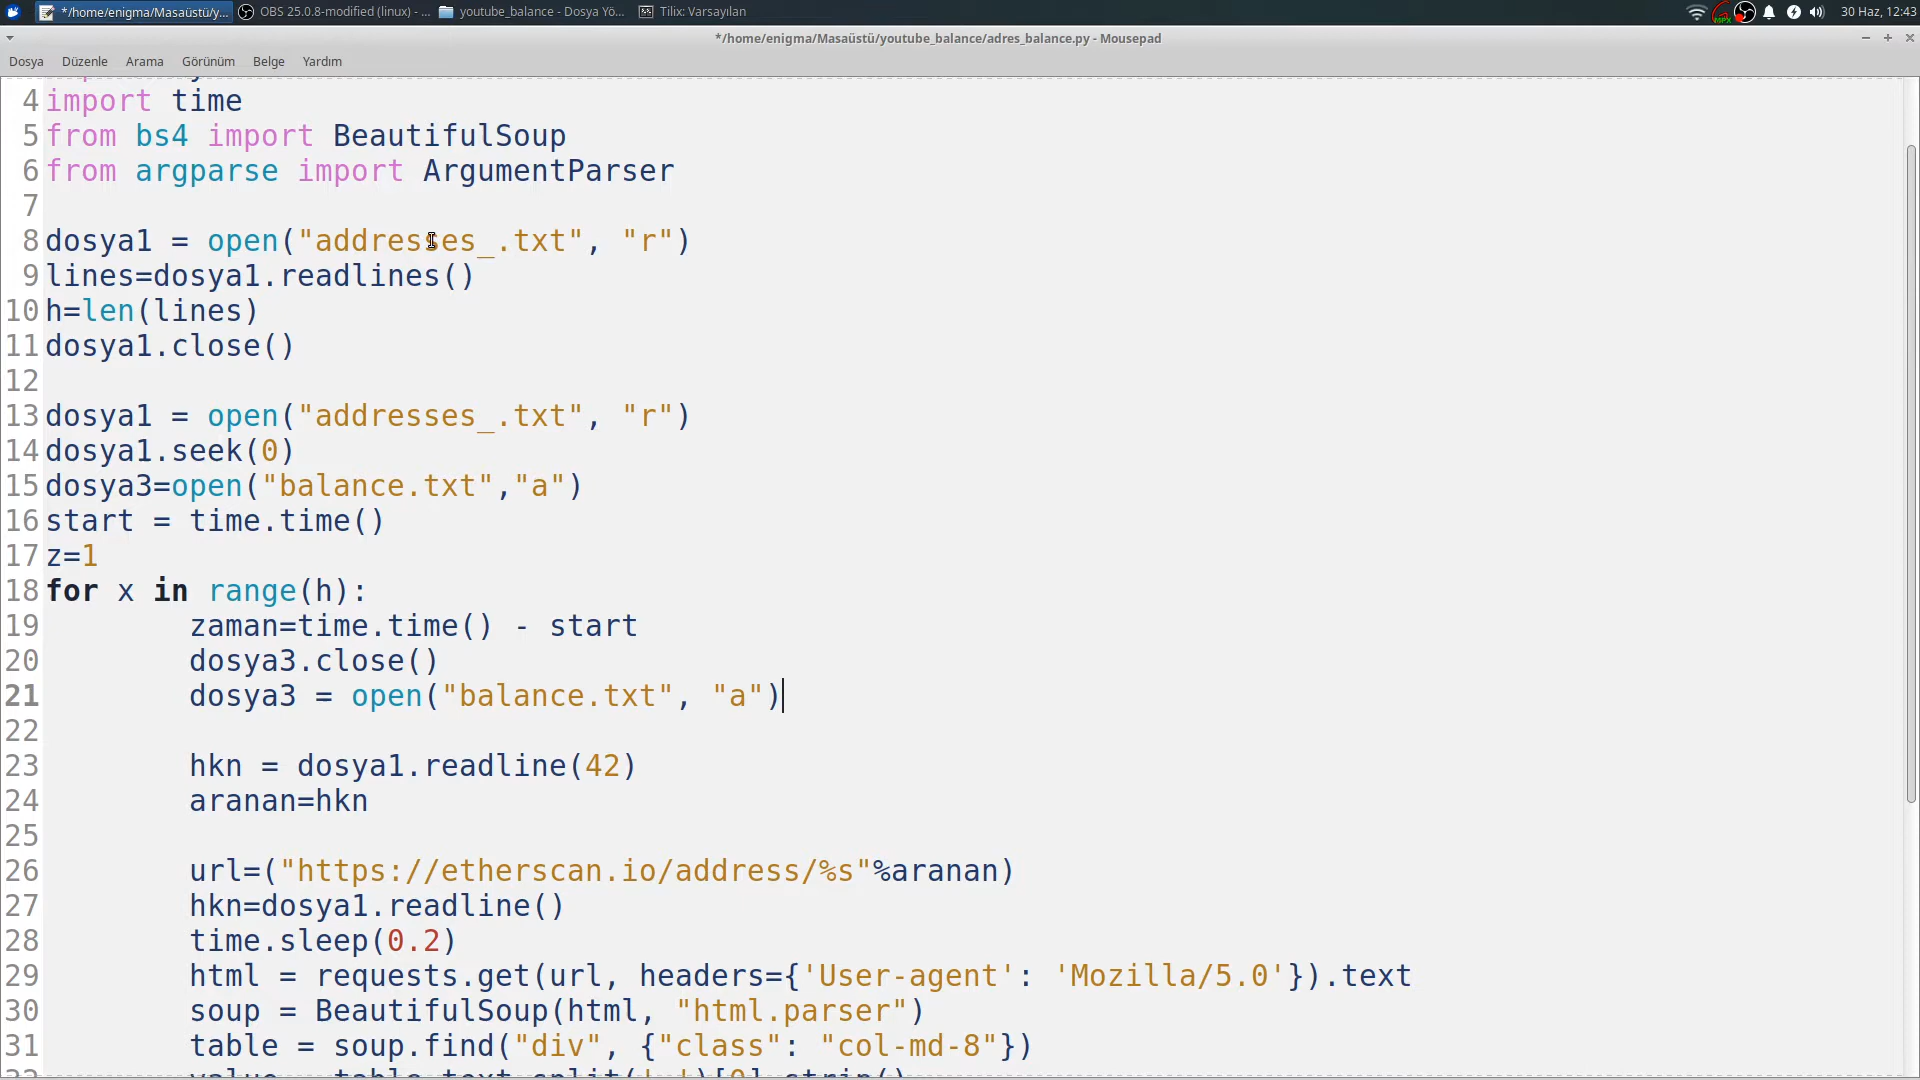 */home/enigma/Masaüstü/y...
OBS 25.0.8-modified (linux) - ...
youtube_balance - Dosya Yö...
Tilix: Varsayılan
30 Haz, 12:43
*/home/enigma/Masaüstü/youtube_balance/adres_balance.py - Mousepad
Dosya Düzenle Arama Görünüm Belge Yardım
4 import time
5 from bs4 import BeautifulSoup
6 from argparse import ArgumentParser
7
8 dosya1 = open("addresses_.txt", "r")
9 lines=dosya1.readlines()
10 h=len(lines)
11 dosya1.close()
12
13 dosya1 = open("addresses_.txt", "r")
14 dosya1.seek(0)
15 dosya3=open("balance.txt","a")
16 start = time.time()
17 z=1
18 for x in range(h):
19 zaman=time.time() - start
20 dosya3.close()
21 dosya3 = open("balance.txt", "a")
22
23 hkn = dosya1.readline(42)
24 aranan=hkn
25
26 url=("https://etherscan.io/address/%s"%aranan)
27 hkn=dosya1.readline()
28 time.sleep(0.2)
29 html = requests.get(url, headers={'User-agent': 'Mozilla/5.0'}).text
30 soup = BeautifulSoup(html, "html.parser")
31 table = soup.find("div", {"class": "col-md-8"})